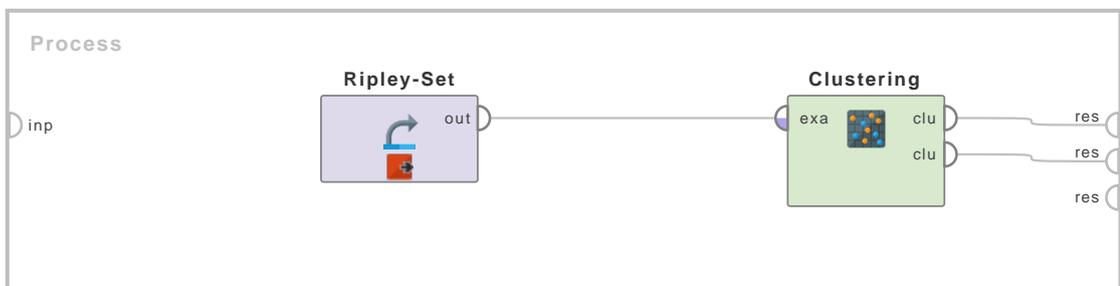 Process
Ripley-Set
Clustering
inp
out
exa
clu
res
clu
res
res